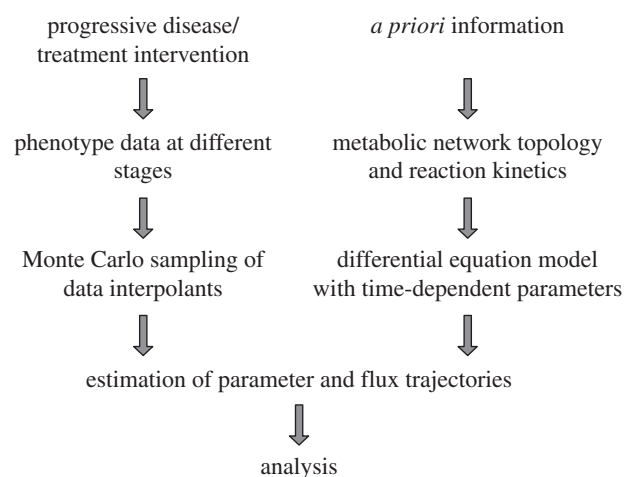 progressive disease/
treatment intervention
a priori information
phenotype data at different
stages
metabolic network topology
and reaction kinetics
Monte Carlo sampling of
data interpolants
differential equation model
with time-dependent parameters
estimation of parameter and flux trajectories
analysis